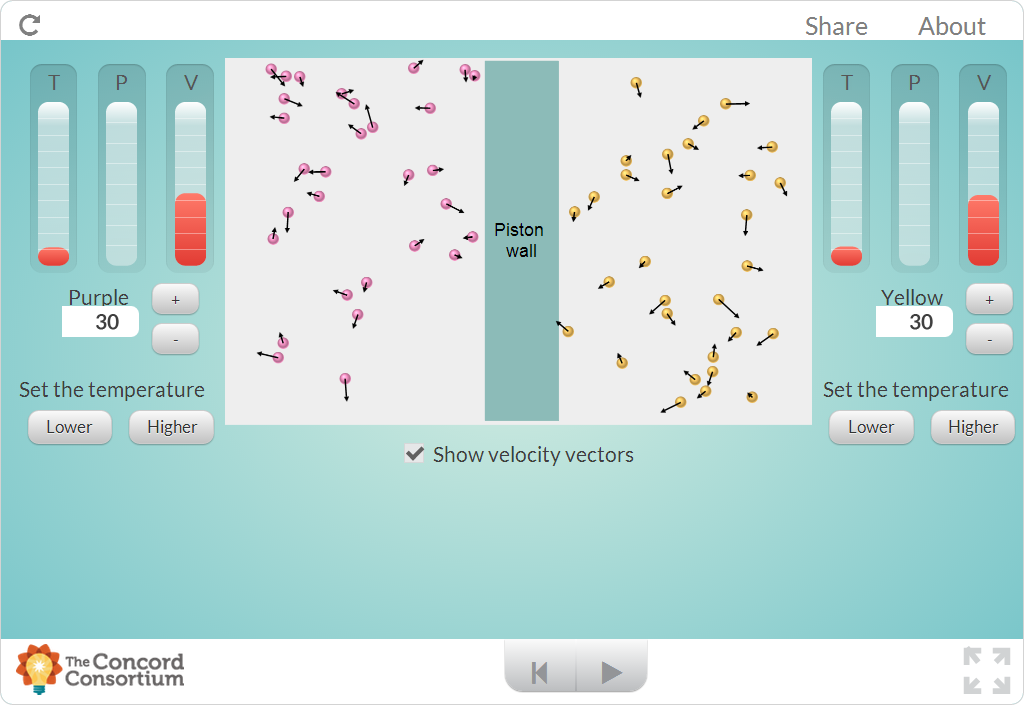 Share About
T P V
T P V
Piston
wall
Purple
30
+
-
Yellow
30
+
-
Set the temperature
Lower Higher
Set the temperature
Lower Higher
Show velocity vectors
The Concord
Consortium